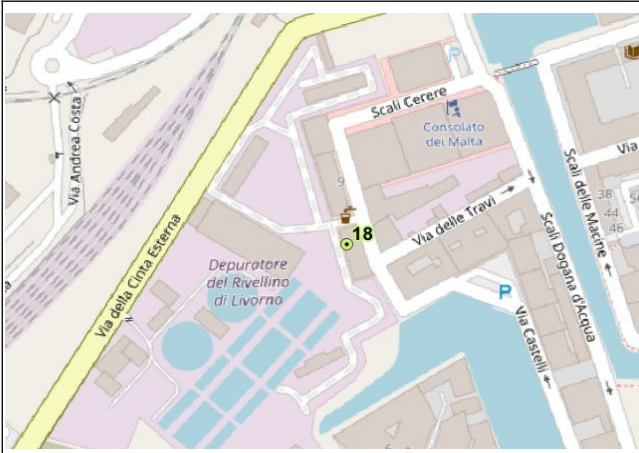 Via Andrea Costa
Scali Cerere
Consolato
dei Malta
Via
Scali delle Macine
38
44
46
9
18
Via delle Travi
Via della Cinta Esterna
Depuratore
del Rivellino
di Livorno
Scali Dogana d'Acqua
P
P
Via Castelli